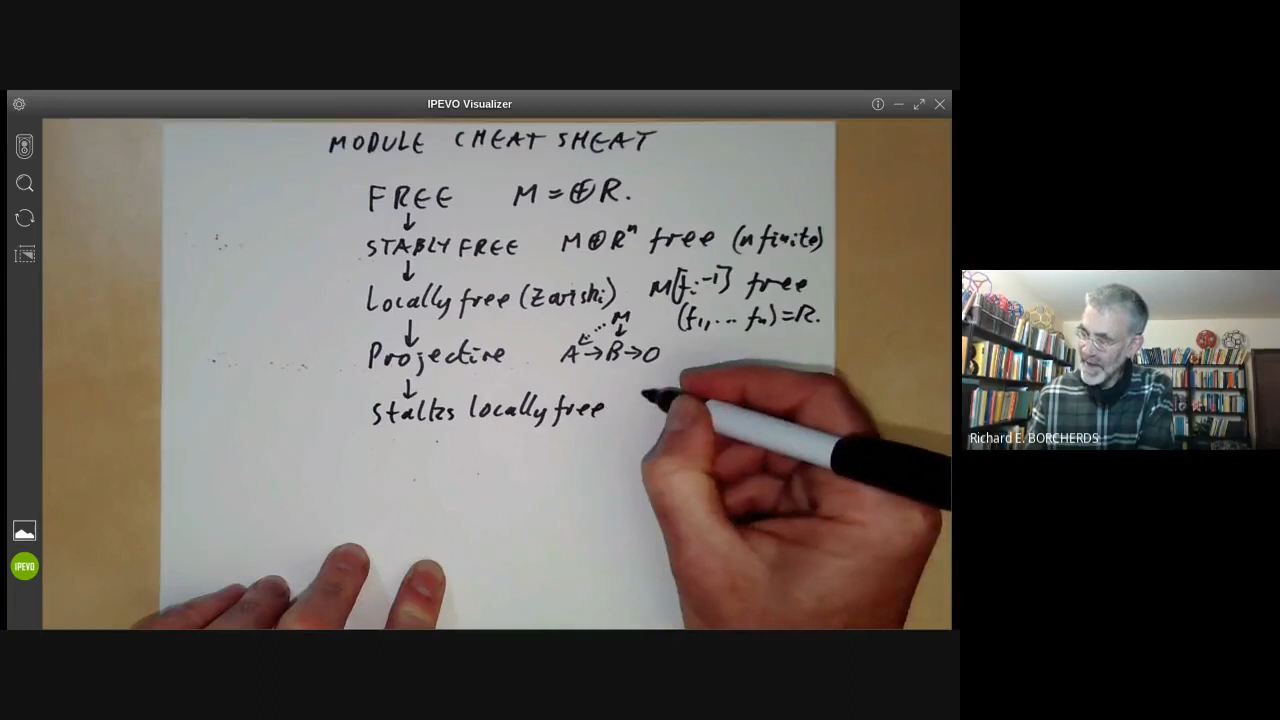 IPEVO Visualizer
MODULE CHEAT SHEAT
FREE M = ⊕R.
↓
STABLY FREE M⊕Rⁿ free (n finite)
↓
Locally free (Zariski) M[fᵢ⁻¹] free
(f₁,... fₙ)=R.
↓
M
↓
Projective A→B→0
↓
Stalks locally free
Richard E. BORCHERDS
IPEVO